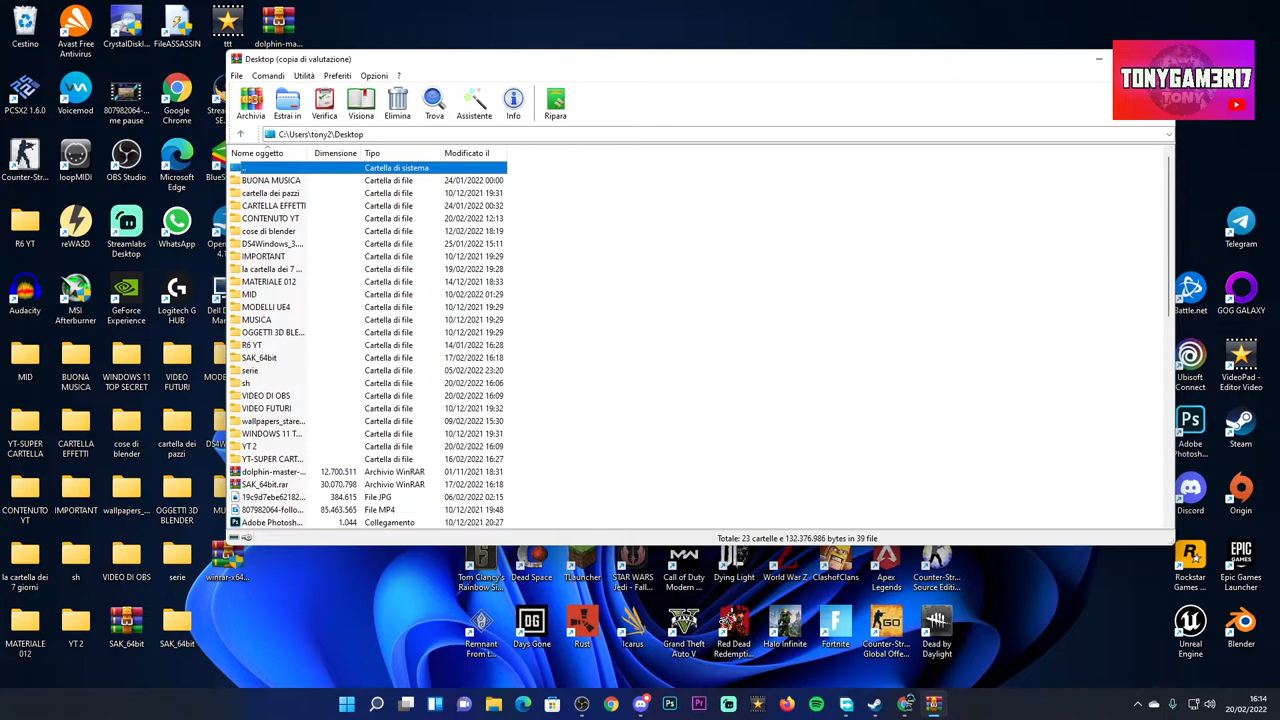 Cestino
Avast Free
Antivirus
CrystalDiskI...
FileASSASSIN
ttt
dolphin-ma...
PCSX2 1.6.0
Voicemod
807982064-...
me pause
Google
Chrome
Counter-Str...
loopMIDI
OBS Studio
Microsoft
Edge
R6 YT
reWASD
Streamlabs
Desktop
WhatsApp
Audacity
MSI
Afterburner
GeForce
Experience
Logitech G
HUB
MID
BUONA
MUSICA
WINDOWS 11
TOP SECRET
VIDEO
FUTURI
YT-SUPER
CARTELLA
CARTELLA
EFFETTI
cose di
blender
cartella dei
pazzi
CONTENUTO
YT
IMPORTANT
wallpapers_...
OGGETTI 3D
BLENDER
la cartella dei
7 giorni
sh
VIDEO DI OBS
serie
winrar-x64...
MATERIALE
012
YT 2
SAK_64bit
SAK_64bit
Desktop (copia di valutazione)
File Comandi Utilità Preferiti Opzioni ?
Archivia Estrai in Verifica Visiona Elimina Trova Assistente Info Ripara
C:\Users\tony2\Desktop
Nome oggetto Dimensione Tipo Modificato il
.. Cartella di sistema
BUONA MUSICA Cartella di file 24/01/2022 00:00
cartella dei pazzi Cartella di file 10/12/2021 19:31
CARTELLA EFFETTI Cartella di file 24/01/2022 00:32
CONTENUTO YT Cartella di file 20/02/2022 12:13
cose di blender Cartella di file 12/02/2022 18:19
DS4Windows_3.... Cartella di file 25/01/2022 15:11
IMPORTANT Cartella di file 10/12/2021 19:29
la cartella dei 7 ... Cartella di file 19/02/2022 19:28
MATERIALE 012 Cartella di file 14/12/2021 18:33
MID Cartella di file 10/02/2022 01:29
MODELLI UE4 Cartella di file 10/12/2021 19:29
MUSICA Cartella di file 10/12/2021 19:29
OGGETTI 3D BLE... Cartella di file 10/12/2021 19:29
R6 YT Cartella di file 14/01/2022 16:28
SAK_64bit Cartella di file 17/02/2022 16:18
serie Cartella di file 05/02/2022 23:20
sh Cartella di file 20/02/2022 16:06
VIDEO DI OBS Cartella di file 20/02/2022 16:09
VIDEO FUTURI Cartella di file 10/12/2021 19:32
wallpapers_stare... Cartella di file 09/02/2022 15:30
WINDOWS 11 T... Cartella di file 10/12/2021 19:31
YT 2 Cartella di file 20/02/2022 16:09
YT-SUPER CART... Cartella di file 16/02/2022 16:27
dolphin-master-... 12.700.511 Archivio WinRAR 01/11/2021 18:31
SAK_64bit.rar 30.070.798 Archivio WinRAR 17/02/2022 16:18
19c9d7ebe62182... 384.615 File JPG 06/02/2022 02:15
807982064-follo... 85.463.565 File MP4 10/12/2021 19:48
Adobe Photosh... 1.044 Collegamento 10/12/2021 20:27
Totale: 23 cartelle e 132.376.986 bytes in 39 file
TONYGAM3R17
TONY
Telegram
Battle.net
GOG GALAXY
Ubisoft
Connect
VideoPad -
Editor Video
Adobe
Photosh...
Steam
Discord
Origin
Rockstar
Games ...
Epic Games
Launcher
Unreal
Engine
Blender
Tom Clancy's
Rainbow Si...
Dead Space
TLauncher
STAR WARS
Jedi - Fall...
Call of Duty
Modern ...
Dying Light
World War Z
ClashofClans
Apex
Legends
Counter-Str...
Source Editi...
Remnant
From t...
Days Gone
Rust
Icarus
Grand Theft
Auto V
Red Dead
Redempti...
Halo Infinite
Fortnite
Counter-St...
Global Offe...
Dead by
Daylight
16:14
20/02/2022